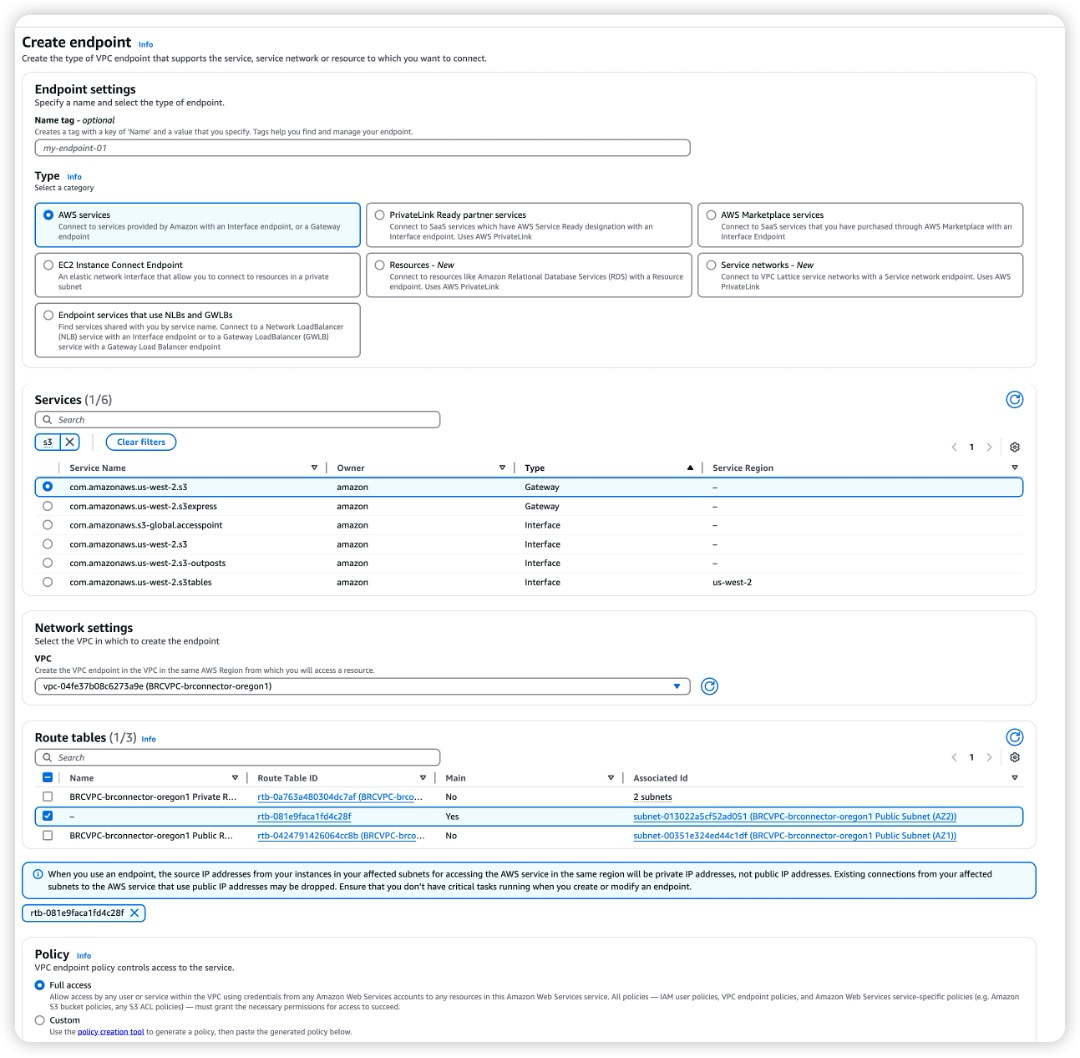 Create endpoint Info
Create the type of VPC endpoint that supports the service, service network or resource to which you want to connect.
Endpoint settings
Specify a name and select the type of endpoint.
Name tag - optional
Creates a tag with a key of 'Name' and a value that you specify. Tags help you find and manage your endpoint.
my-endpoint-01
Type Info
Select a category
AWS services
Connect to services provided by Amazon with an Interface endpoint, or a Gateway
endpoint
PrivateLink Ready partner services
Connect to SaaS services which have AWS Service Ready designation with an
Interface endpoint. Uses AWS PrivateLink
AWS Marketplace services
Connect to SaaS services that you have purchased through AWS Marketplace with an
Interface Endpoint
EC2 Instance Connect Endpoint
An elastic network interface that allow you to connect to resources in a private
subnet
Resources - New
Connect to resources like Amazon Relational Database Services (RDS) with a Resource
endpoint. Uses AWS PrivateLink
Service networks - New
Connect to VPC Lattice service networks with a Service network endpoint. Uses AWS
PrivateLink
Endpoint services that use NLBs and GWLBs
Find services shared with you by service name. Connect to a Network LoadBalancer
(NLB) service with an Interface endpoint or to a Gateway LoadBalancer (GWLB)
service with a Gateway Load Balancer endpoint
Services (1/6)
Search
s3 Clear filters
1
Service Name Owner Type Service Region
com.amazonaws.us-west-2.s3 amazon Gateway –
com.amazonaws.us-west-2.s3express amazon Gateway –
com.amazonaws.s3-global.accesspoint amazon Interface –
com.amazonaws.us-west-2.s3 amazon Interface –
com.amazonaws.us-west-2.s3-outposts amazon Interface –
com.amazonaws.us-west-2.s3tables amazon Interface us-west-2
Network settings
Select the VPC in which to create the endpoint
VPC
Create the VPC endpoint in the VPC in the same AWS Region from which you will access a resource.
vpc-04fe37b08c6273a9e (BRCVPC-brconnector-oregon1)
Route tables (1/3) Info
Search
1
Name Route Table ID Main Associated Id
BRCVPC-brconnector-oregon1 Private R... rtb-0a763a480304dc7af (BRCVPC-brco... No 2 subnets
– rtb-081e9faca1fd4c28f Yes subnet-013022a5cf52ad051 (BRCVPC-brconnector-oregon1 Public Subnet (AZ2))
BRCVPC-brconnector-oregon1 Public R... rtb-0424791426064cc8b (BRCVPC-brco... No subnet-00351e324ed44c1df (BRCVPC-brconnector-oregon1 Public Subnet (AZ1))
When you use an endpoint, the source IP addresses from your instances in your affected subnets for accessing the AWS service in the same region will be private IP addresses, not public IP addresses. Existing connections from your affected
subnets to the AWS service that use public IP addresses may be dropped. Ensure that you don't have critical tasks running when you create or modify an endpoint.
rtb-081e9faca1fd4c28f
Policy Info
VPC endpoint policy controls access to the service.
Full access
Allow access by any user or service within the VPC using credentials from any Amazon Web Services accounts to any resources in this Amazon Web Services service. All policies — IAM user policies, VPC endpoint policies, and Amazon Web Services service-specific policies (e.g. Amazon
S3 bucket policies, any S3 ACL policies) — must grant the necessary permissions for access to succeed.
Custom
Use the policy creation tool to generate a policy, then paste the generated policy below.